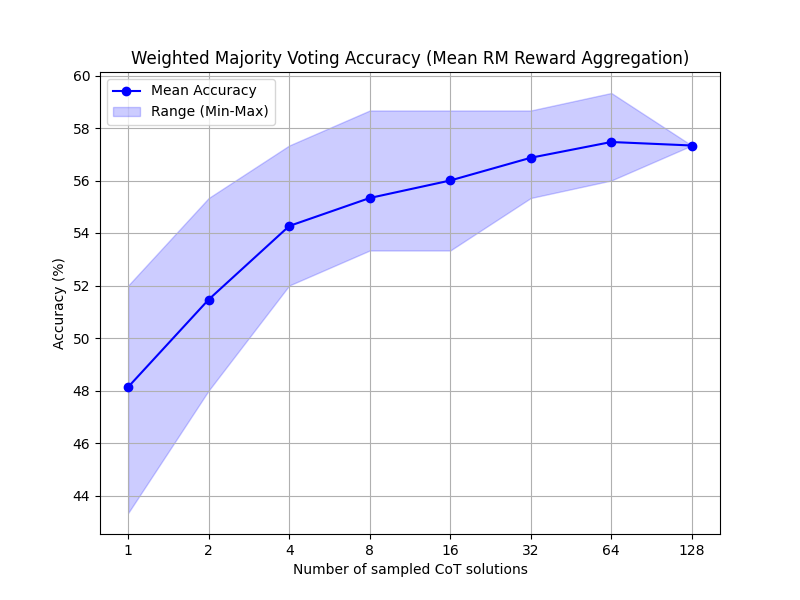 Weighted Majority Voting Accuracy (Mean RM Reward Aggregation)
Mean Accuracy
Range (Min-Max)
60
58
56
54
52
50
48
46
44
Accuracy (%)
1 2 4 8 16 32 64 128
Number of sampled CoT solutions